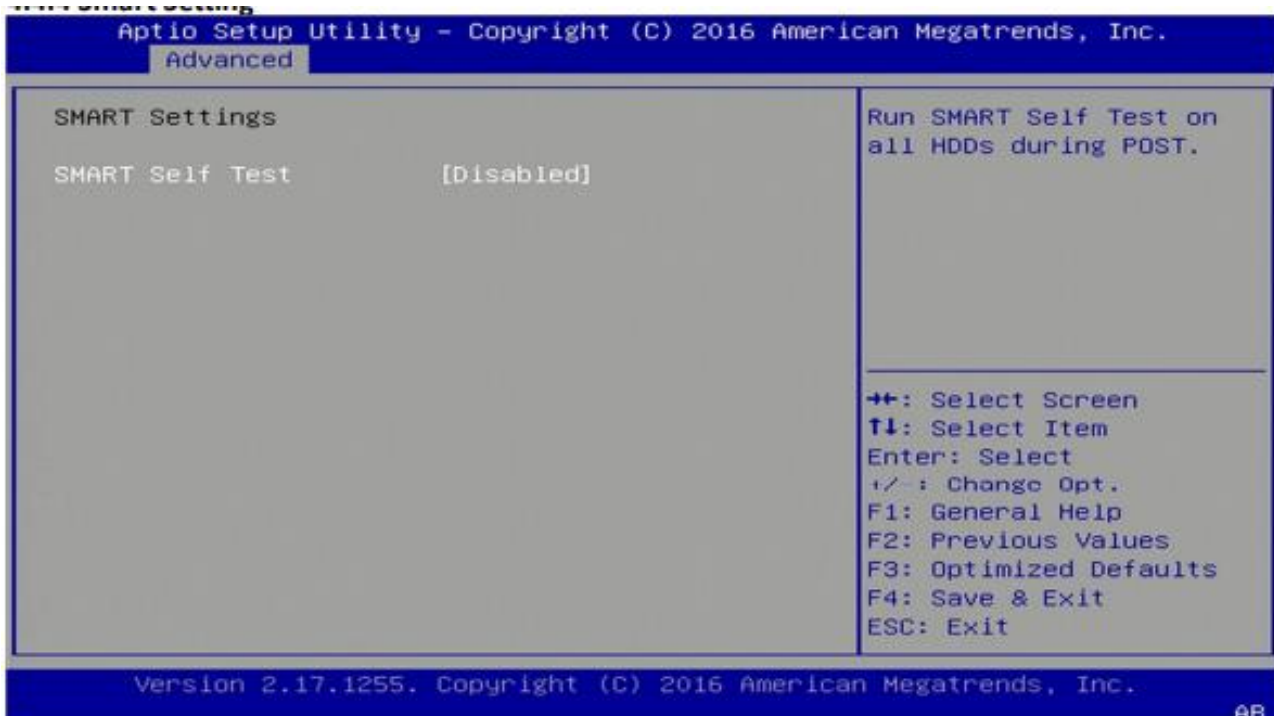 Smart Setting
Aptio Setup Utility – Copyright (C) 2016 American Megatrends, Inc.
Advanced
SMART Settings
SMART Self Test [Disabled]
Run SMART Self Test on
all HDDs during POST.
→←: Select Screen
↑↓: Select Item
Enter: Select
+/-: Change Opt.
F1: General Help
F2: Previous Values
F3: Optimized Defaults
F4: Save & Exit
ESC: Exit
Version 2.17.1255. Copyright (C) 2016 American Megatrends, Inc.
AB